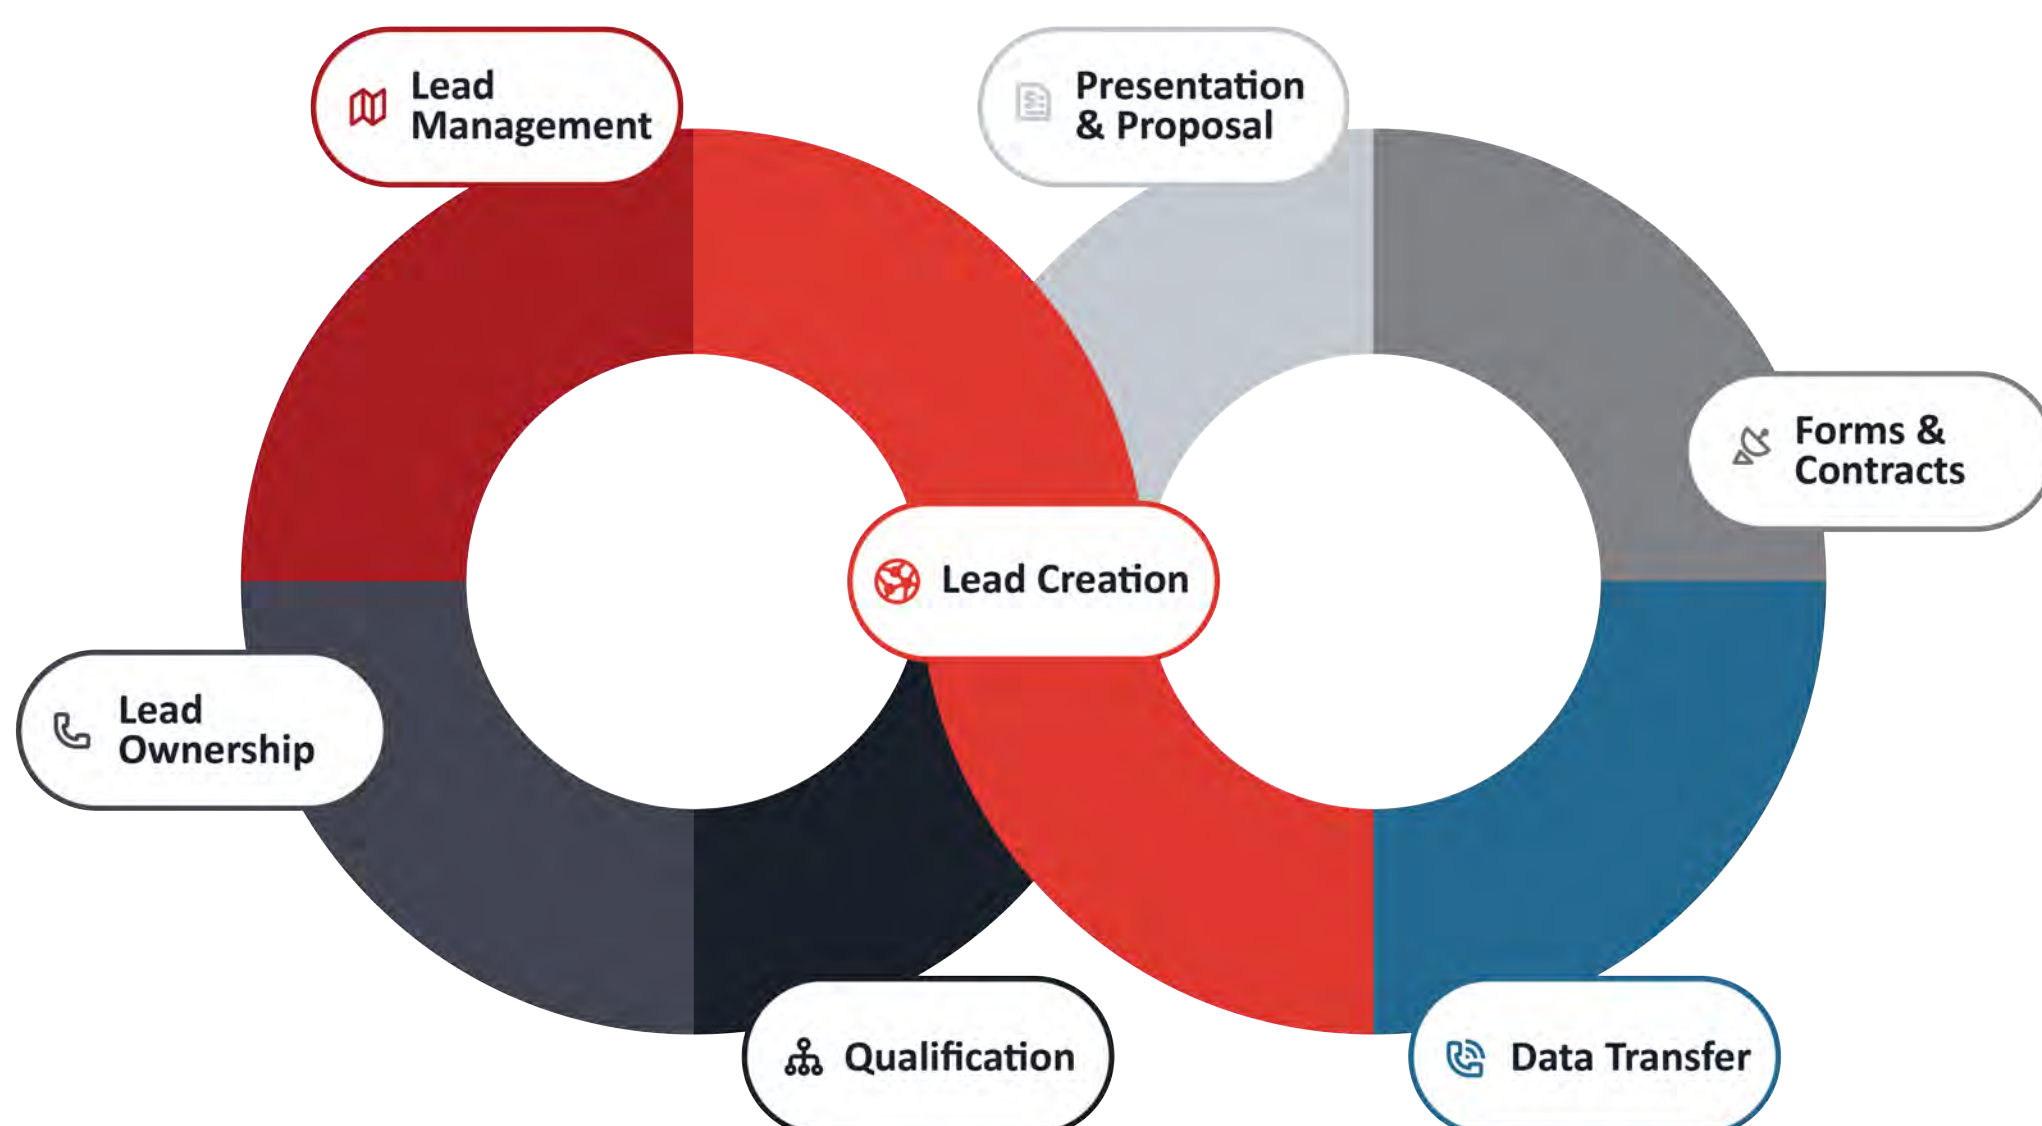 Lead
Management
Presentation
& Proposal
Forms &
Contracts
Lead Creation
Lead
Ownership
Qualification
Data Transfer